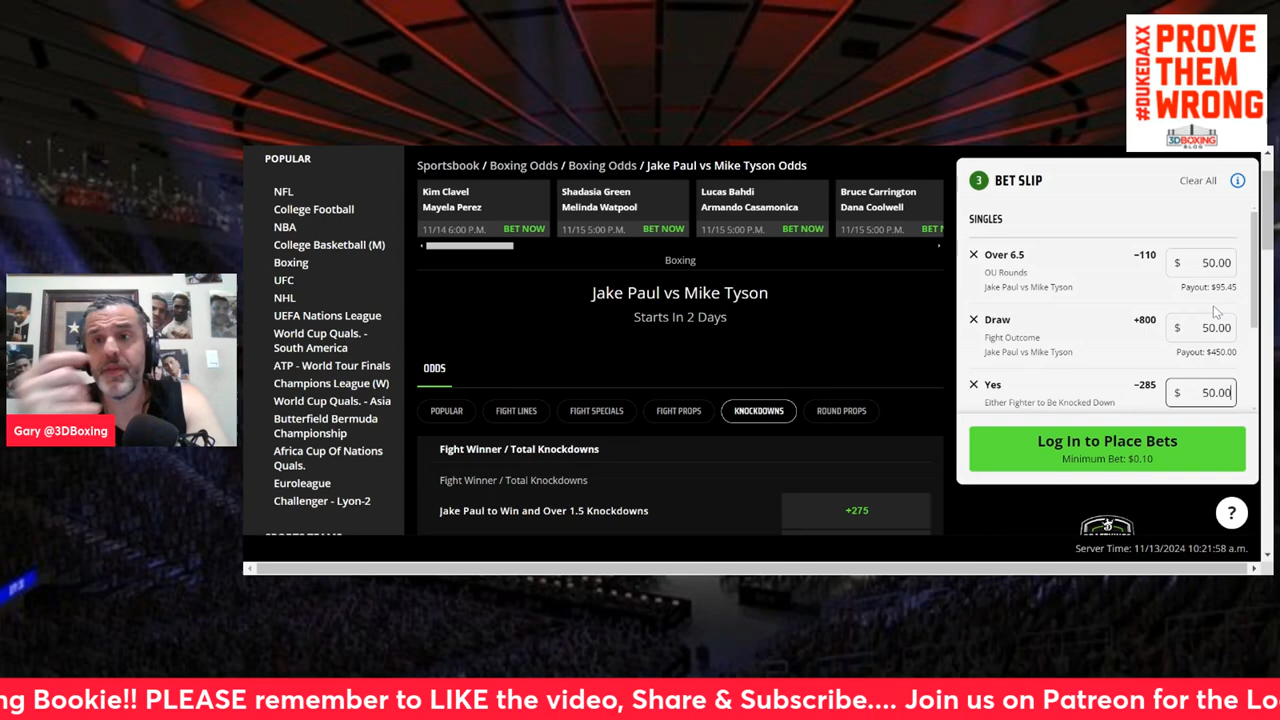 #DUKEDAXX
PROVE
THEM
WRONG
3DBOXING
BLOG
POPULAR
NFL
College Football
NBA
College Basketball (M)
Boxing
UFC
NHL
UEFA Nations League
World Cup Quals. -
South America
ATP - World Tour Finals
Champions League (W)
World Cup Quals. - Asia
Butterfield Bermuda
Championship
Africa Cup Of Nations
Quals.
Euroleague
Challenger - Lyon-2
Sportsbook / Boxing Odds / Boxing Odds / Jake Paul vs Mike Tyson Odds
Kim Clavel
Mayela Perez
11/14 6:00 P.M. BET NOW
Shadasia Green
Melinda Watpool
11/15 5:00 P.M. BET NOW
Lucas Bahdi
Armando Casamonica
11/15 5:00 P.M. BET NOW
Bruce Carrington
Dana Coolwell
11/15 5:00 P.M. BET N
Boxing
Jake Paul vs Mike Tyson
Starts In 2 Days
ODDS
POPULAR FIGHT LINES FIGHT SPECIALS FIGHT PROPS KNOCKDOWNS ROUND PROPS
Fight Winner / Total Knockdowns
Fight Winner / Total Knockdowns
Jake Paul to Win and Over 1.5 Knockdowns +275
3 BET SLIP Clear All i
SINGLES
Over 6.5 −110 $ 50.00
OU Rounds
Jake Paul vs Mike Tyson Payout: $95.45
Draw +800 $ 50.00
Fight Outcome
Jake Paul vs Mike Tyson Payout: $450.00
Yes −285 $ 50.00
Either Fighter to Be Knocked Down
Log In to Place Bets
Minimum Bet: $0.10
?
Server Time: 11/13/2024 10:21:58 a.m.
Gary @3DBoxing
ng Bookie!! PLEASE remember to LIKE the video, Share & Subscribe.... Join us on Patreon for the Lo